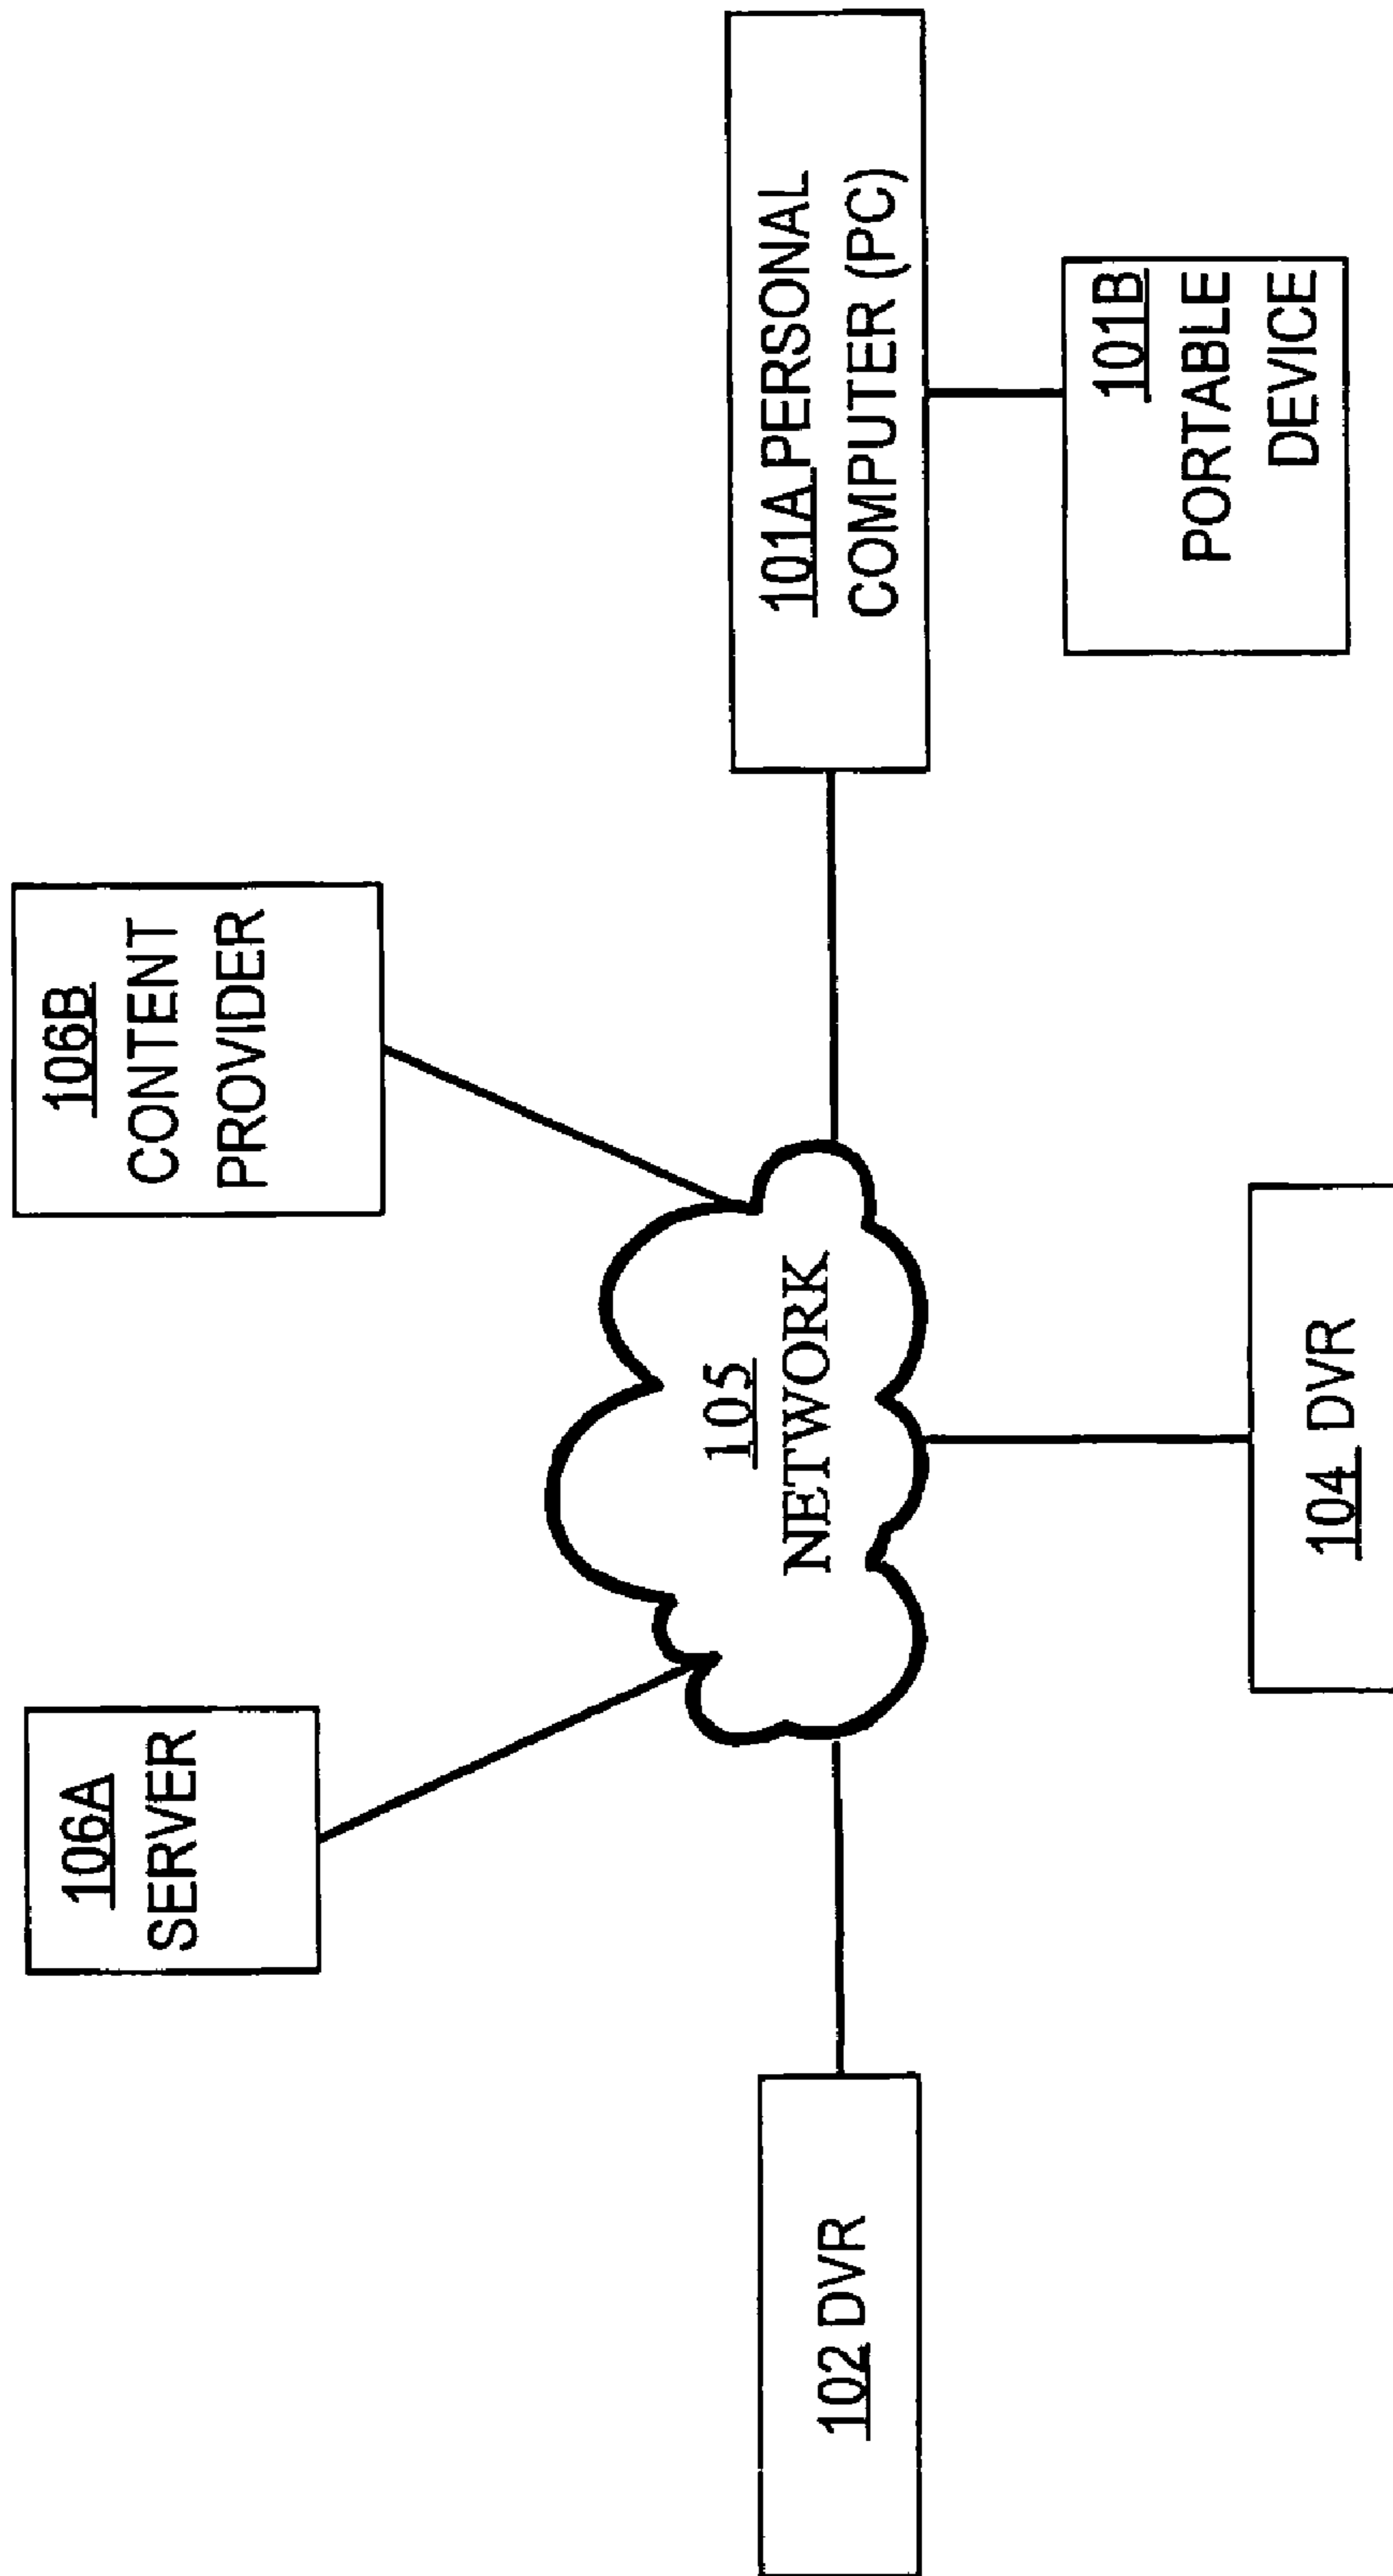 106A
SERVER
106B
CONTENT
PROVIDER
105
NETWORK
102 DVR
101A PERSONAL
COMPUTER (PC)
104 DVR
101B
PORTABLE
DEVICE